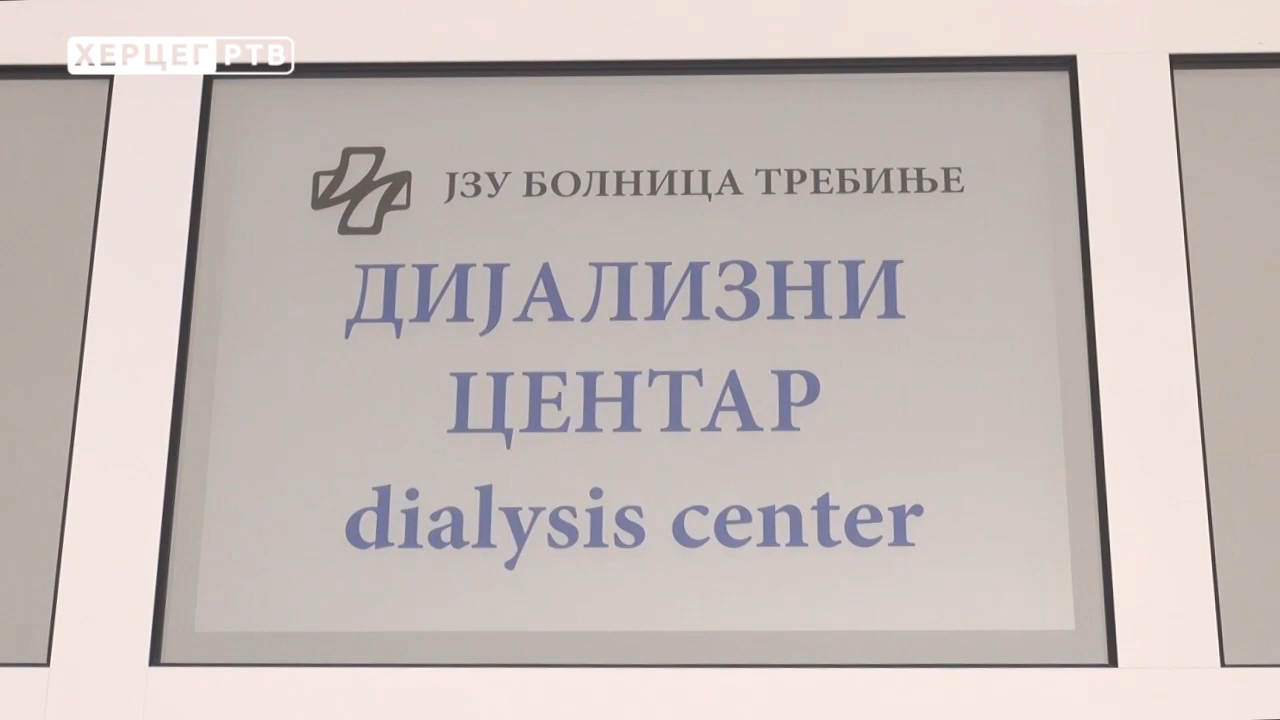 ХЕРЦЕГ РТВ
ЈЗУ БОЛНИЦА ТРЕБИЊЕ
ДИЈАЛИЗНИ
ЦЕНТАР
dialysis center